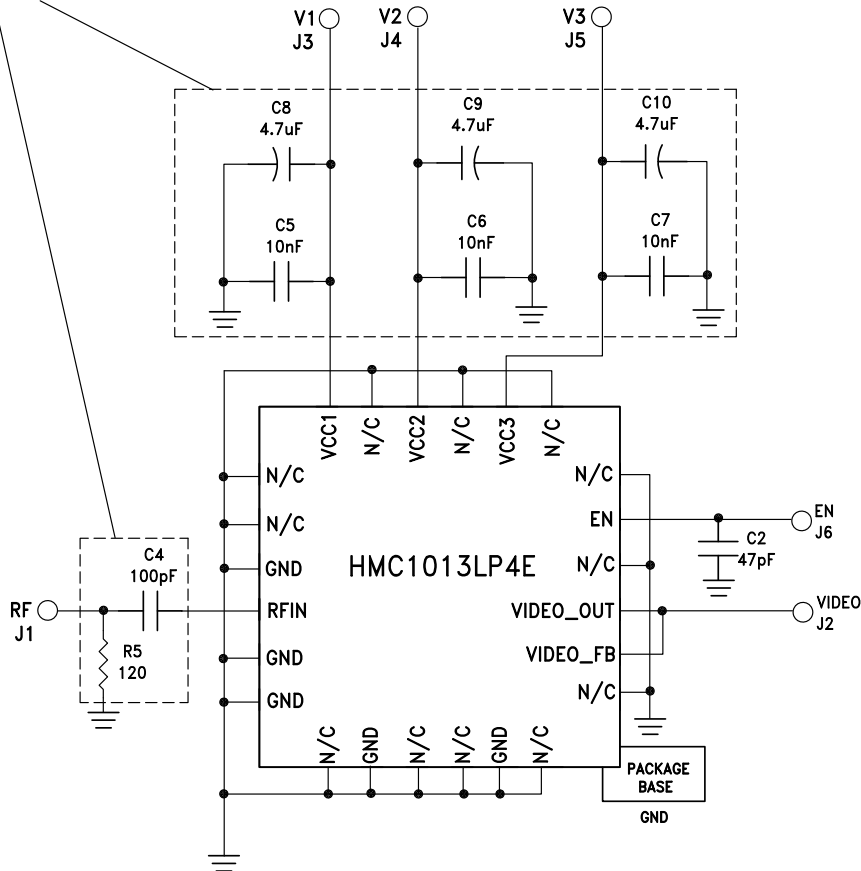 V1
J3
V2
J4
V3
J5
C8
4.7uF
C9
4.7uF
C10
4.7uF
C5
10nF
C6
10nF
C7
10nF
VCC1
N/C
VCC2
N/C
VCC3
N/C
N/C
N/C
GND
RFIN
GND
GND
HMC1013LP4E
N/C
EN
N/C
VIDEO_OUT
VIDEO_FB
N/C
N/C
GND
N/C
N/C
GND
N/C
C4
100pF
RF
J1
R5
120
EN
J6
C2
47pF
VIDEO
J2
PACKAGE
BASE
GND